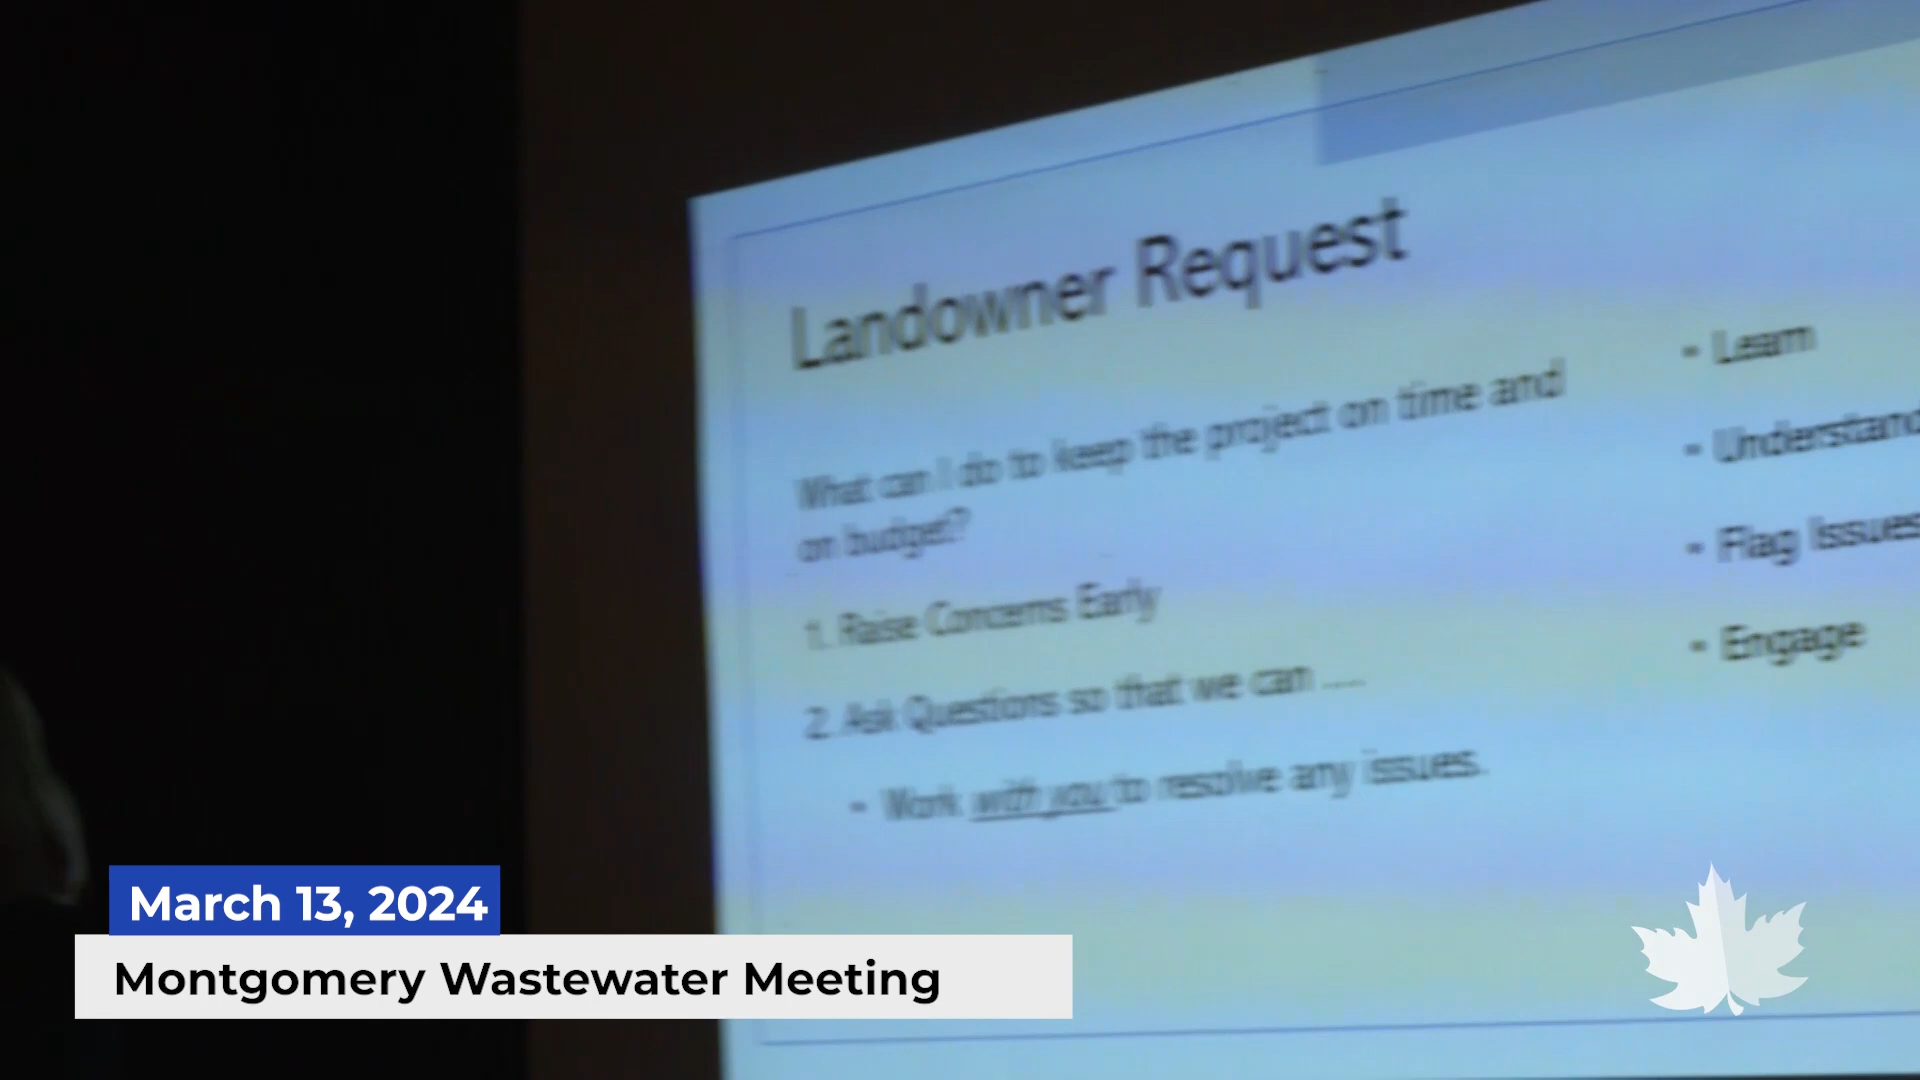 Landowner Request
What can I do to keep the project on time and
on budget?
1. Raise Concerns Early
2. Ask Questions so that we can ....
- Work with you to resolve any issues.
- Learn
- Understand
- Flag Issues
- Engage
March 13, 2024
Montgomery Wastewater Meeting